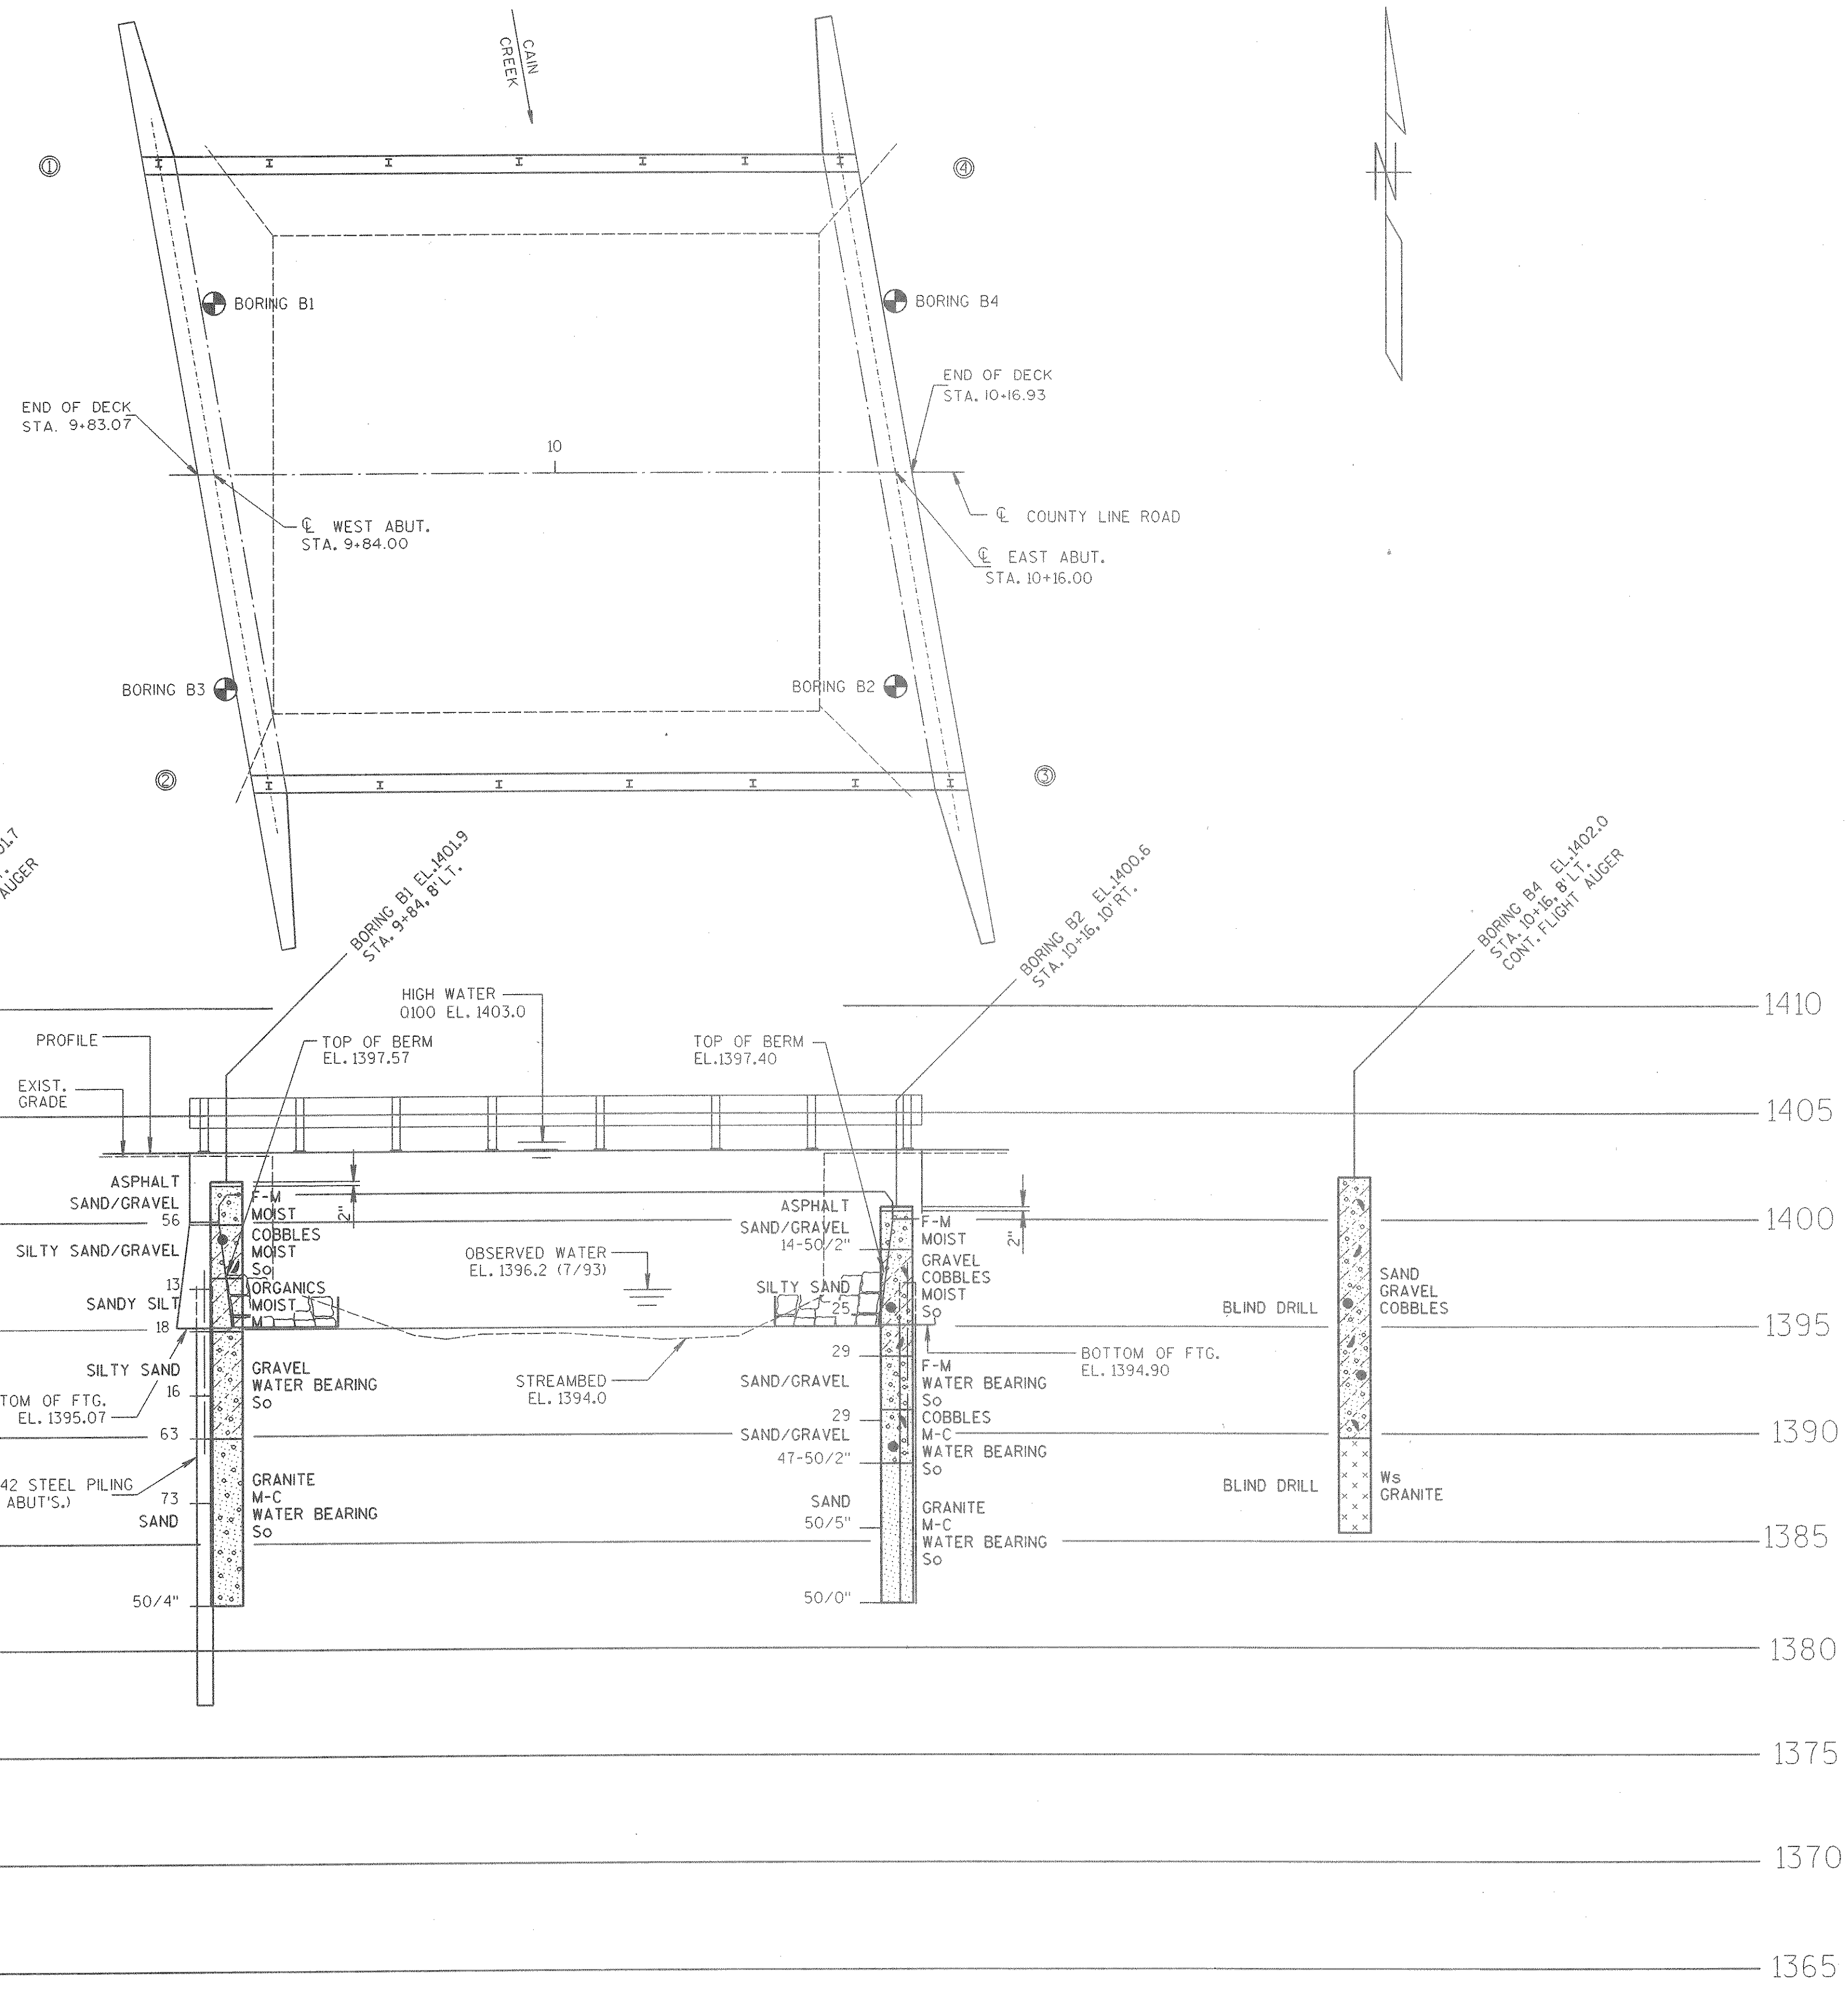 CAIN
CREEK
1
4
N
BORING B1
BORING B4
END OF DECK
STA. 10+16.93
END OF DECK
STA. 9+83.07
10
℄ WEST ABUT.
STA. 9+84.00
℄ COUNTY LINE ROAD
℄ EAST ABUT.
STA. 10+16.00
BORING B3
BORING B2
2
3
AUGER
BORING B1 EL.1401.9
STA. 9+84, 8'LT.
BORING B2 EL.1400.6
STA. 10+16, 10'RT.
BORING B4 EL.1402.0
STA. 10+16, 8'LT.
CONT. FLIGHT AUGER
HIGH WATER
0100 EL. 1403.0
1410
PROFILE
TOP OF BERM
EL. 1397.57
TOP OF BERM
EL.1397.40
EXIST.
GRADE
1405
ASPHALT
SAND/GRAVEL
56
SILTY SAND/GRAVEL
13
SANDY SILT
18
SILTY SAND
16
TOM OF FTG.
EL. 1395.07
63
42 STEEL PILING
ABUT'S.)
73
SAND
50/4"
F-M
MOIST
COBBLES
MOIST
So
ORGANICS
MOIST
M
GRAVEL
WATER BEARING
So
GRANITE
M-C
WATER BEARING
So
2"
OBSERVED WATER
EL. 1396.2 (7/93)
STREAMBED
EL. 1394.0
ASPHALT
SAND/GRAVEL
14-50/2"
SILTY SAND
25
29
SAND/GRAVEL
29
SAND/GRAVEL
47-50/2"
SAND
50/5"
50/0"
F-M
MOIST
GRAVEL
COBBLES
MOIST
So
F-M
WATER BEARING
So
COBBLES
M-C
WATER BEARING
So
GRANITE
M-C
WATER BEARING
So
2"
BOTTOM OF FTG.
EL. 1394.90
BLIND DRILL
SAND
GRAVEL
COBBLES
BLIND DRILL
Ws
GRANITE
1400
1395
1390
1385
1380
1375
1370
1365